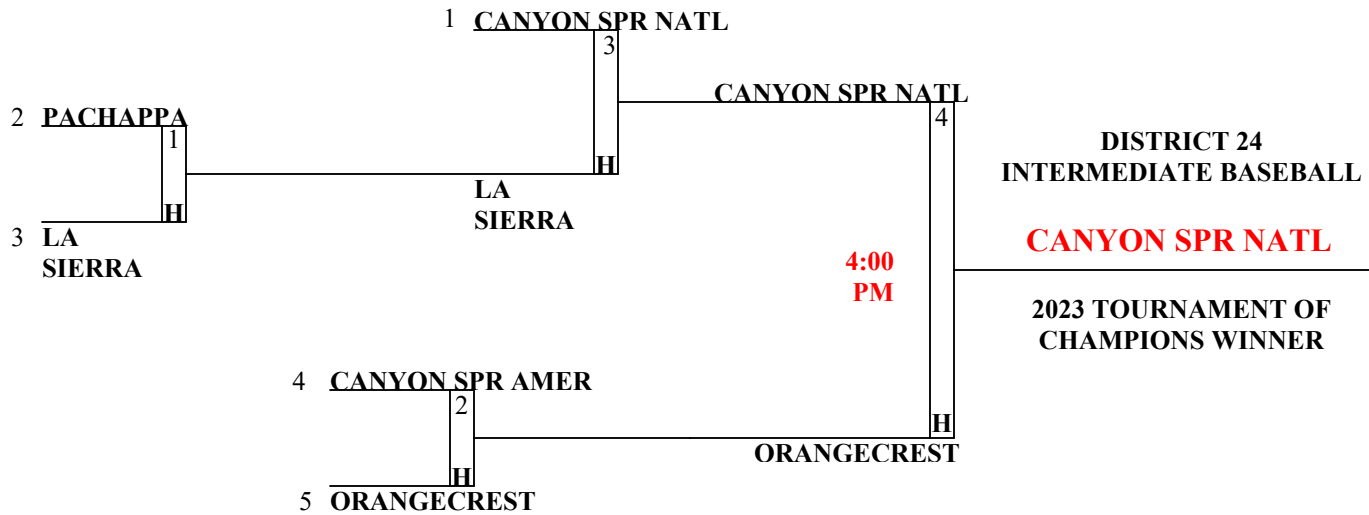 1 CANYON SPR NATL
3
CANYON SPR NATL
4
2 PACHAPPA
1
DISTRICT 24
INTERMEDIATE BASEBALL
H
H
LA
SIERRA
3 LA
SIERRA
CANYON SPR NATL
4:00
PM
2023 TOURNAMENT OF
CHAMPIONS WINNER
4 CANYON SPR AMER
2
H
ORANGECREST
H
5 ORANGECREST